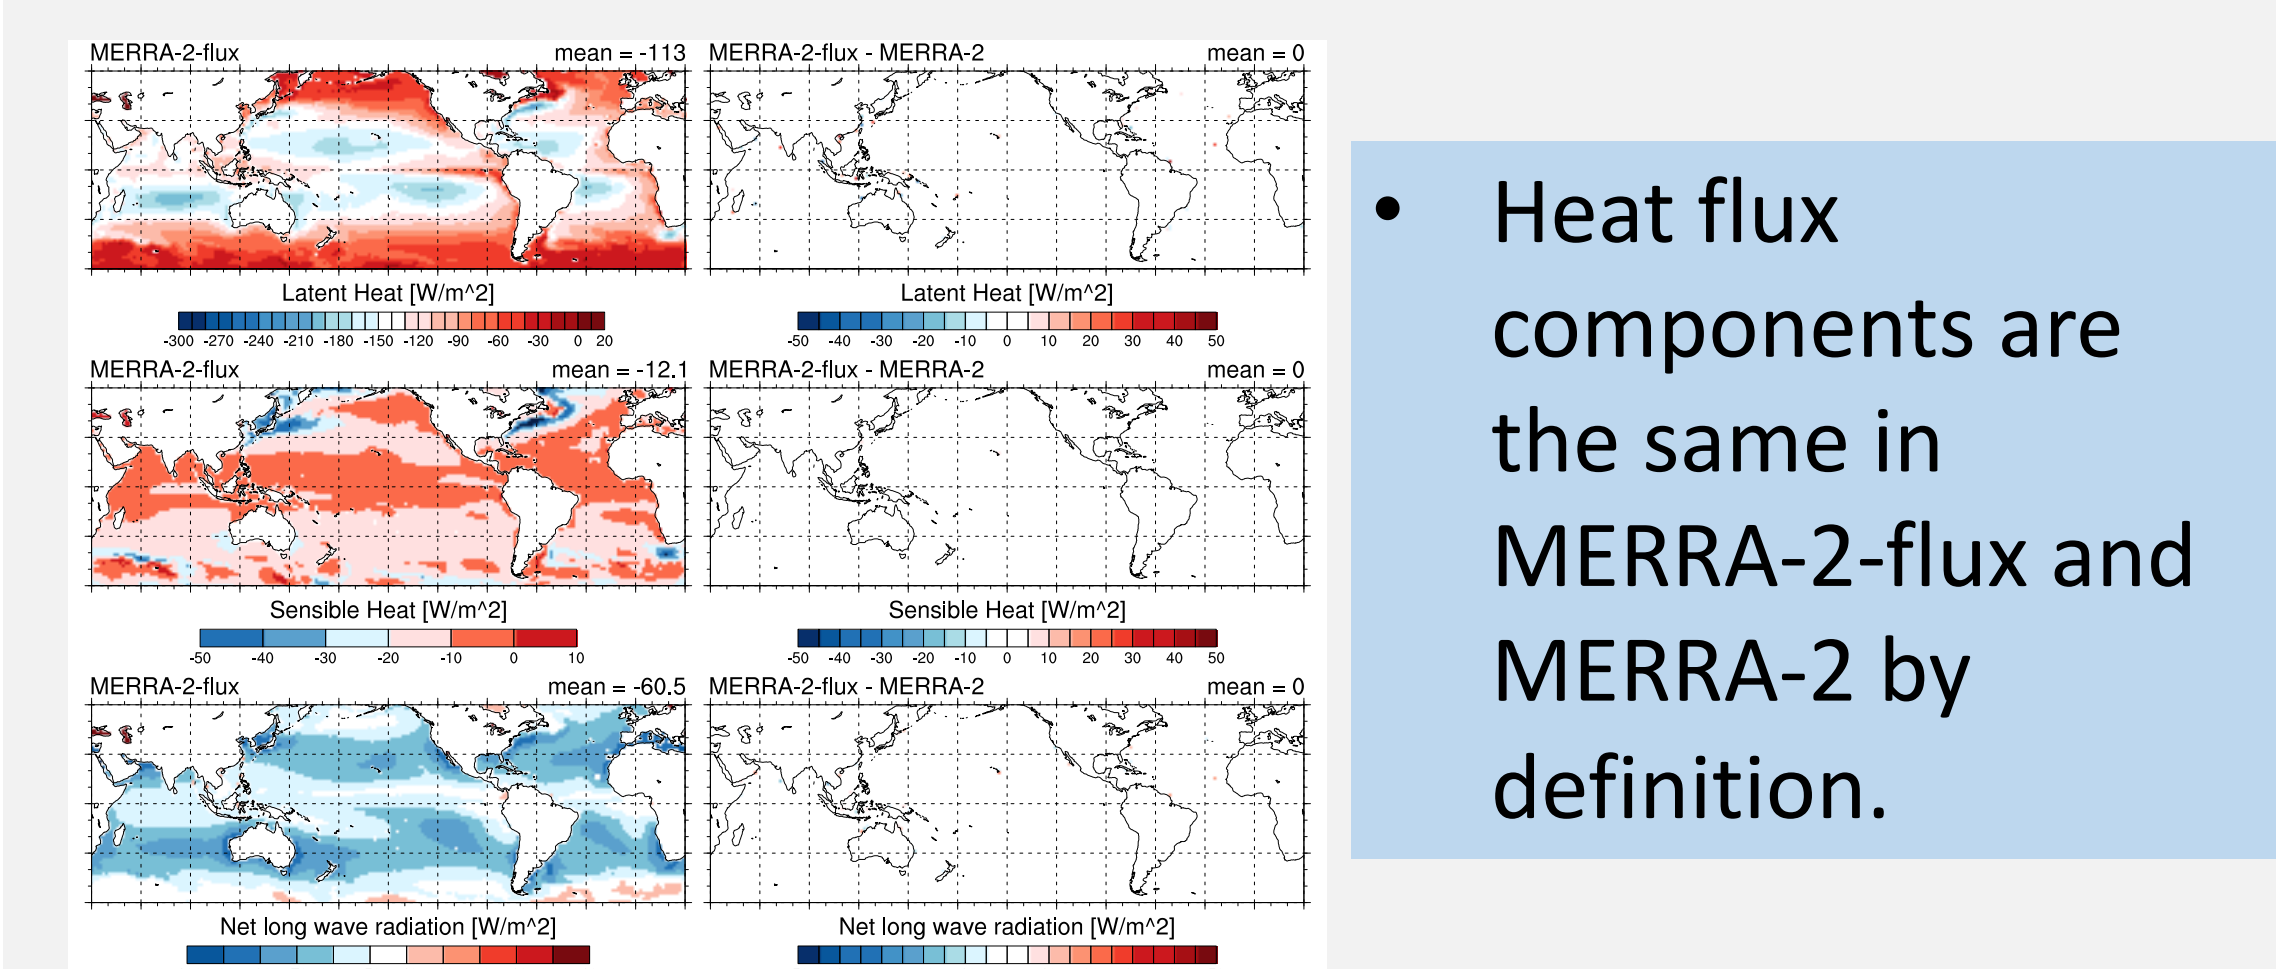 MERRA-2-flux mean = -113 MERRA-2-flux - MERRA-2 mean = 0
Latent Heat [W/m^2] Latent Heat [W/m^2]
-300 -270 -240 -210 -180 -150 -120 -90 -60 -30 0 20 -50 -40 -30 -20 -10 0 10 20 30 40 50
MERRA-2-flux mean = -12.1 MERRA-2-flux - MERRA-2 mean = 0
Sensible Heat [W/m^2] Sensible Heat [W/m^2]
-50 -40 -30 -20 -10 0 10 -50 -40 -30 -20 -10 0 10 20 30 40 50
MERRA-2-flux mean = -60.5 MERRA-2-flux - MERRA-2 mean = 0
Net long wave radiation [W/m^2] Net long wave radiation [W/m^2]
• Heat flux
components are
the same in
MERRA-2-flux and
MERRA-2 by
definition.